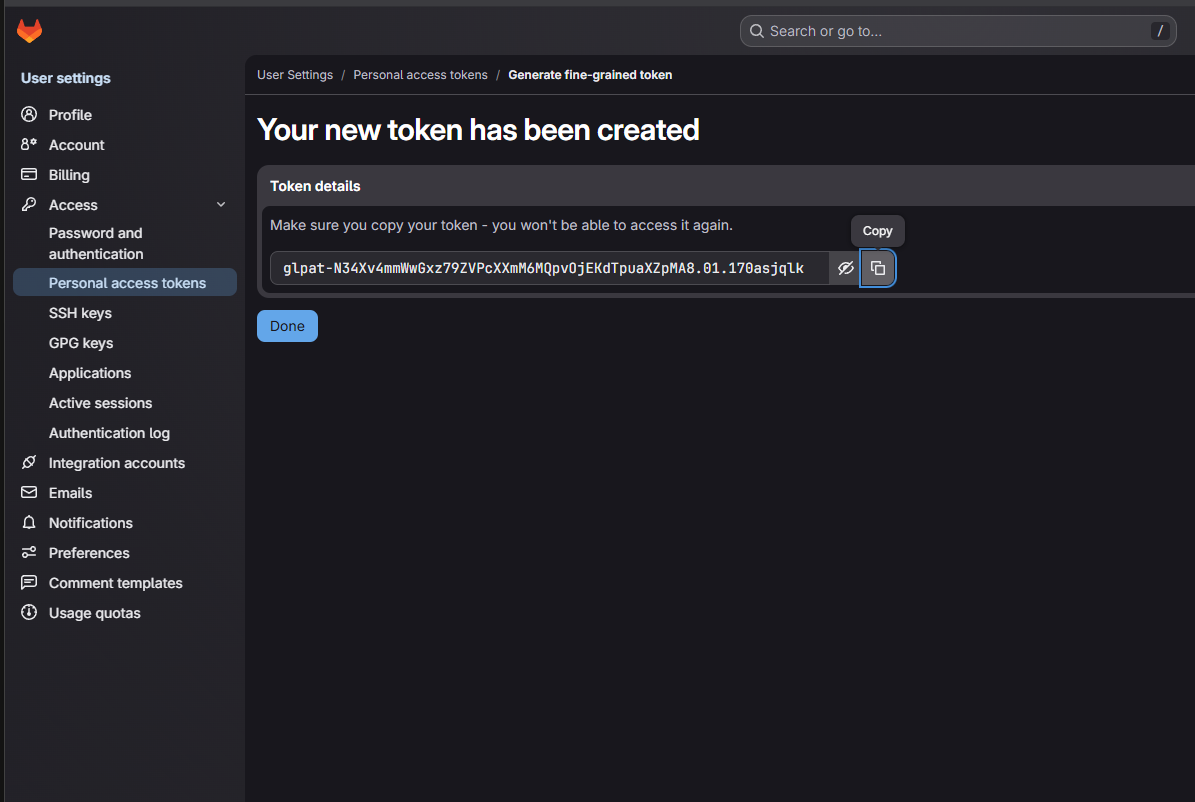 Search or go to... /
User settings
Profile
Account
Billing
Access
Password and
authentication
Personal access tokens
SSH keys
GPG keys
Applications
Active sessions
Authentication log
Integration accounts
Emails
Notifications
Preferences
Comment templates
Usage quotas
User Settings / Personal access tokens / Generate fine-grained token
Your new token has been created
Token details
Make sure you copy your token - you won't be able to access it again.
Copy
glpat-N34Xv4mmWwGxz79ZVPcXXmM6MQpvOjEKdTpuaXZpMA8.01.170asjqlk
Done